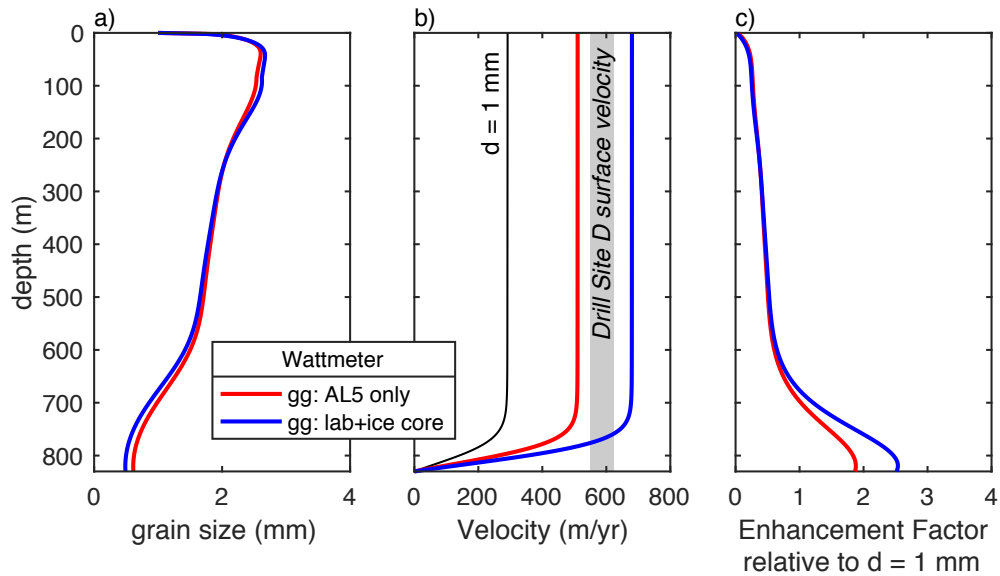 a)
b)
c)
0
100
200
300
400
500
600
700
800
depth (m)
0
2
4
grain size (mm)
Wattmeter
gg: AL5 only
gg: lab+ice core
d = 1 mm
Drill Site D surface velocity
0
200
400
600
800
Velocity (m/yr)
0
1
2
3
4
Enhancement Factor
relative to d = 1 mm